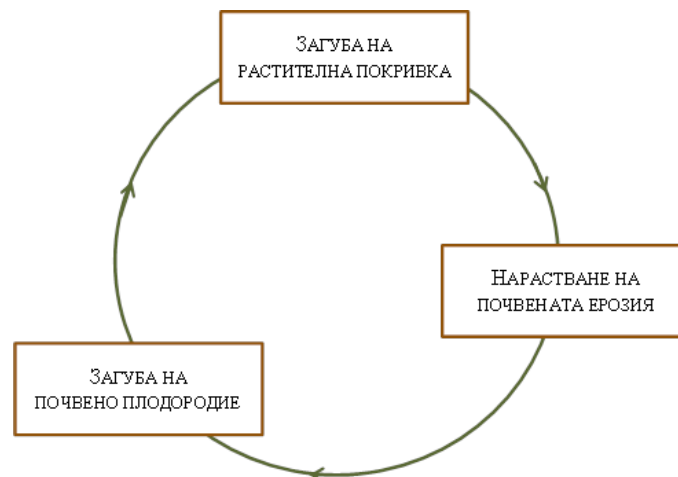 Загуба на
растителна покривка
Нарастване на
почвената ерозия
Загуба на
почвено плодородие